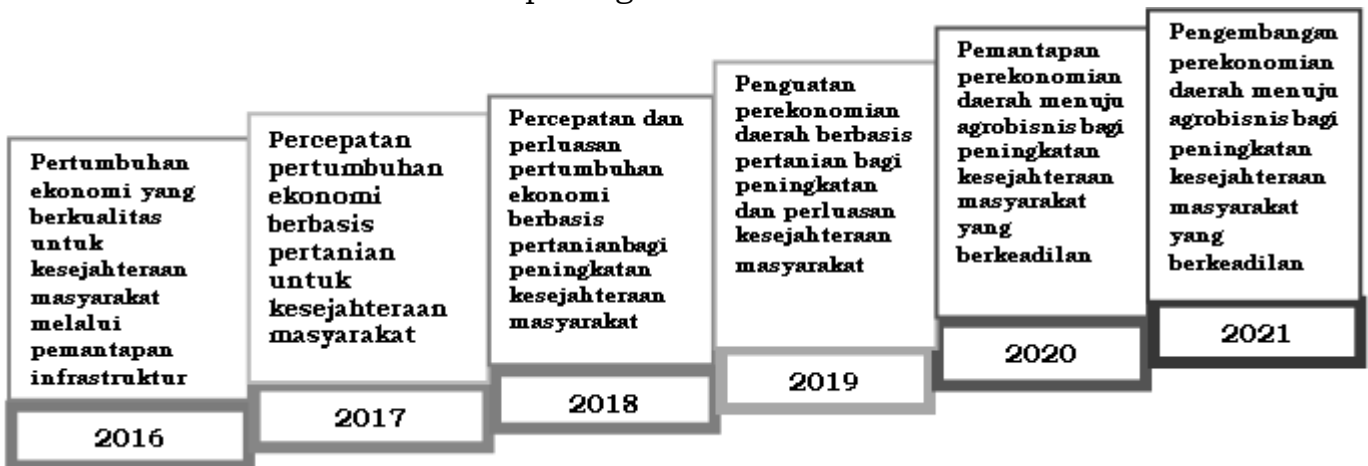 Pertumbuhan
ekonomi yang
berkualitas
untuk
kesejahteraan
masyarakat
melalui
pemantapan
infrastruktur
2016
Percepatan
pertumbuhan
ekonomi
berbasis
pertanian
untuk
kesejahteraan
masyarakat
2017
Percepatan dan
perluasan
pertumbuhan
ekonomi
berbasis
pertanianbagi
peningkatan
kesejahteraan
masyarakat
2018
Penguatan
perekonomian
daerah berbasis
pertanian bagi
peningkatan
dan perluasan
kesejahteraan
masyarakat
2019
Pemantapan
perekonomian
daerah menuju
agrobisnis bagi
peningkatan
kesejahteraan
masyarakat
yang
berkeadilan
2020
Pengembangan
perekonomian
daerah menuju
agrobisnis bagi
peningkatan
kesejahteraan
masyarakat
yang
berkeadilan
2021